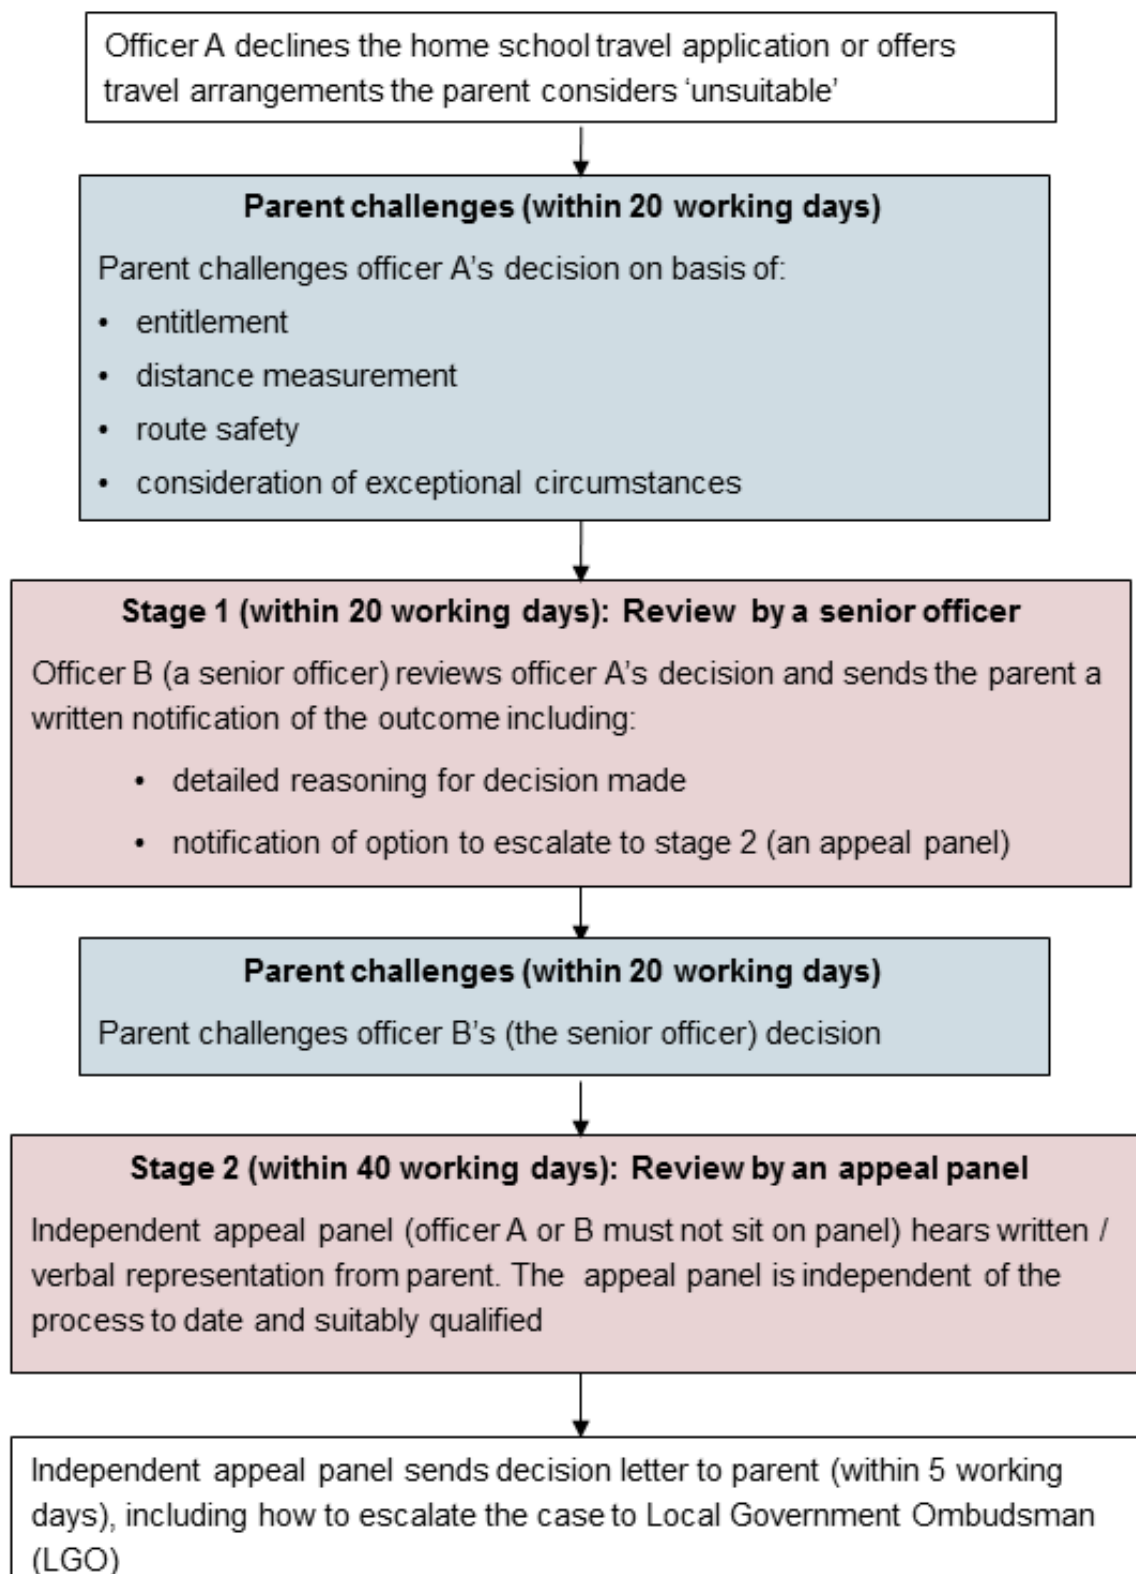 Officer A declines the home school travel application or offers
travel arrangements the parent considers ‘unsuitable’
Parent challenges (within 20 working days)
Parent challenges officer A’s decision on basis of:
• entitlement
• distance measurement
• route safety
• consideration of exceptional circumstances
Stage 1 (within 20 working days): Review by a senior officer
Officer B (a senior officer) reviews officer A’s decision and sends the parent a
written notification of the outcome including:
• detailed reasoning for decision made
• notification of option to escalate to stage 2 (an appeal panel)
Parent challenges (within 20 working days)
Parent challenges officer B’s (the senior officer) decision
Stage 2 (within 40 working days): Review by an appeal panel
Independent appeal panel (officer A or B must not sit on panel) hears written /
verbal representation from parent. The appeal panel is independent of the
process to date and suitably qualified
Independent appeal panel sends decision letter to parent (within 5 working
days), including how to escalate the case to Local Government Ombudsman
(LGO)